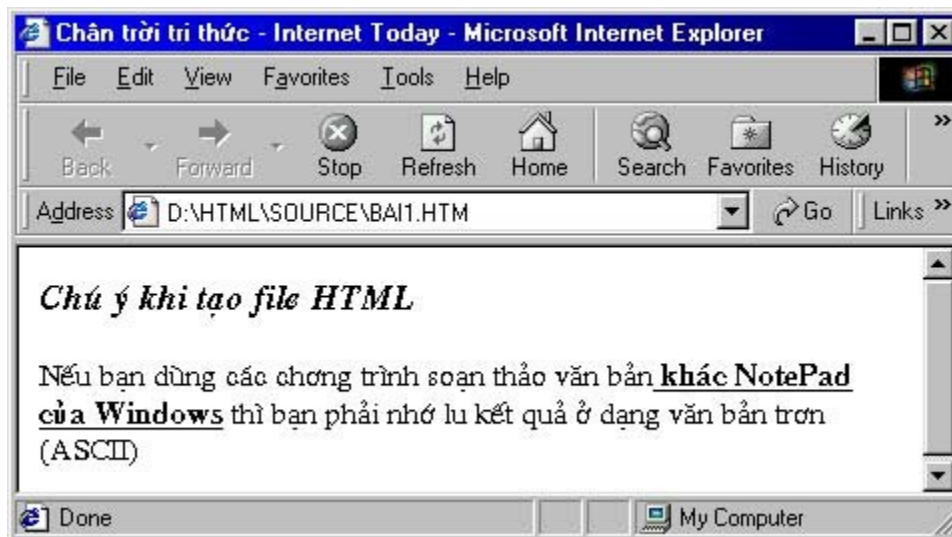 Chân trời tri thức - Internet Today - Microsoft Internet Explorer
File Edit View Favorites Tools Help
Back Forward Stop Refresh Home Search Favorites History »
Address D:\HTML\SOURCE\BAI1.HTM Go Links »
Chú ý khi tạo file HTML
Nếu bạn dùng các chơng trình soạn thảo văn bản khác NotePad
của Windows thì bạn phải nhớ lu kết quả ở dạng văn bản trơn
(ASCII)
Done My Computer